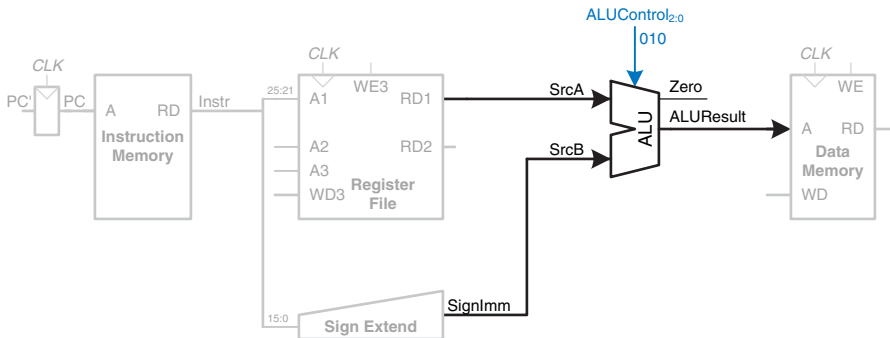 ALUControl2:0
010
CLK
CLK
CLK
PC'
PC
A
RD
Instr
Instruction
Memory
25:21
A1
WE3
RD1
A2
RD2
A3
WD3
Register
File
SrcA
SrcB
ALU
Zero
ALUResult
WE
A
RD
Data
Memory
WD
15:0
Sign Extend
SignImm